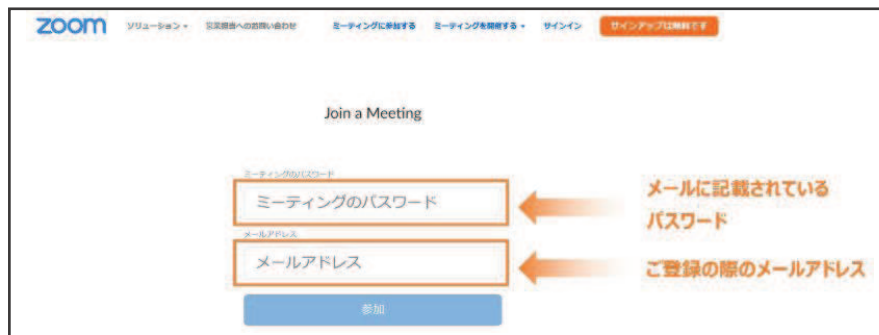 zoom ソリューション 営業担当へのお問い合わせ ミーティングに参加する ミーティングを開催する サインイン サインアップは無料です
Join a Meeting
ミーティングのパスワード
ミーティングのパスワード
メールに記載されている
パスワード
メールアドレス
メールアドレス
ご登録の際のメールアドレス
参加